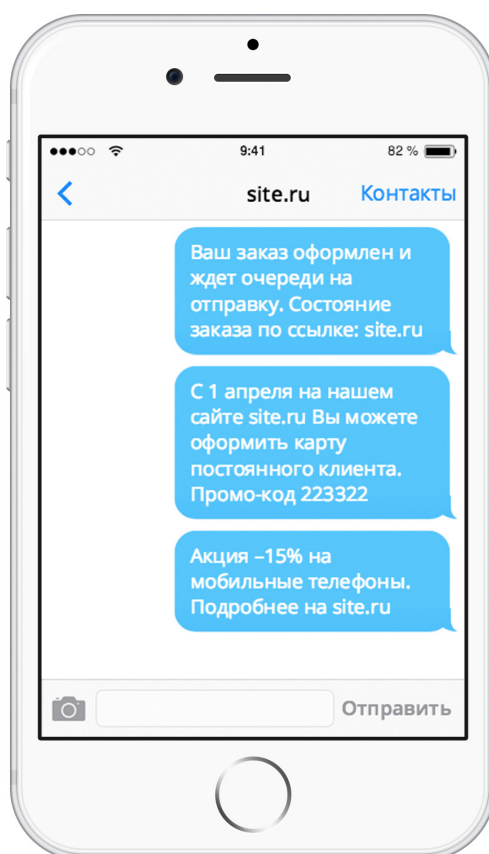 9:41
82 %
site.ru
Контакты
Ваш заказ оформлен и
ждет очереди на
отправку. Состояние
заказа по ссылке: site.ru
С 1 апреля на нашем
сайте site.ru Вы можете
оформить карту
постоянного клиента.
Промо-код 223322
Акция –15% на
мобильные телефоны.
Подробнее на site.ru
Отправить